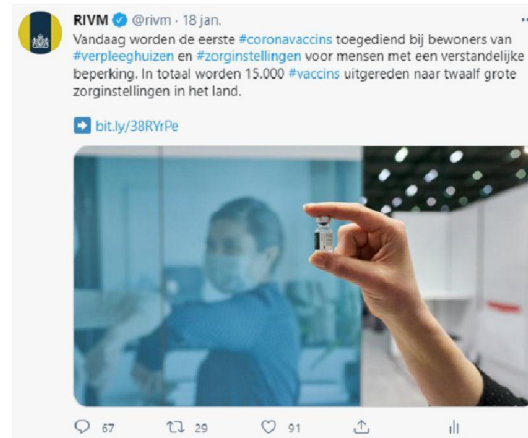 RIVM @rivm · 18 jan.
Vandaag worden de eerste #coronavaccins toegediend bij bewoners van
#verpleeghuizen en #zorginstellingen voor mensen met een verstandelijke
beperking. In totaal worden 15.000 #vaccins uitgereden naar twaalf grote
zorginstellingen in het land.
bit.ly/38RYrPe
67 29 91